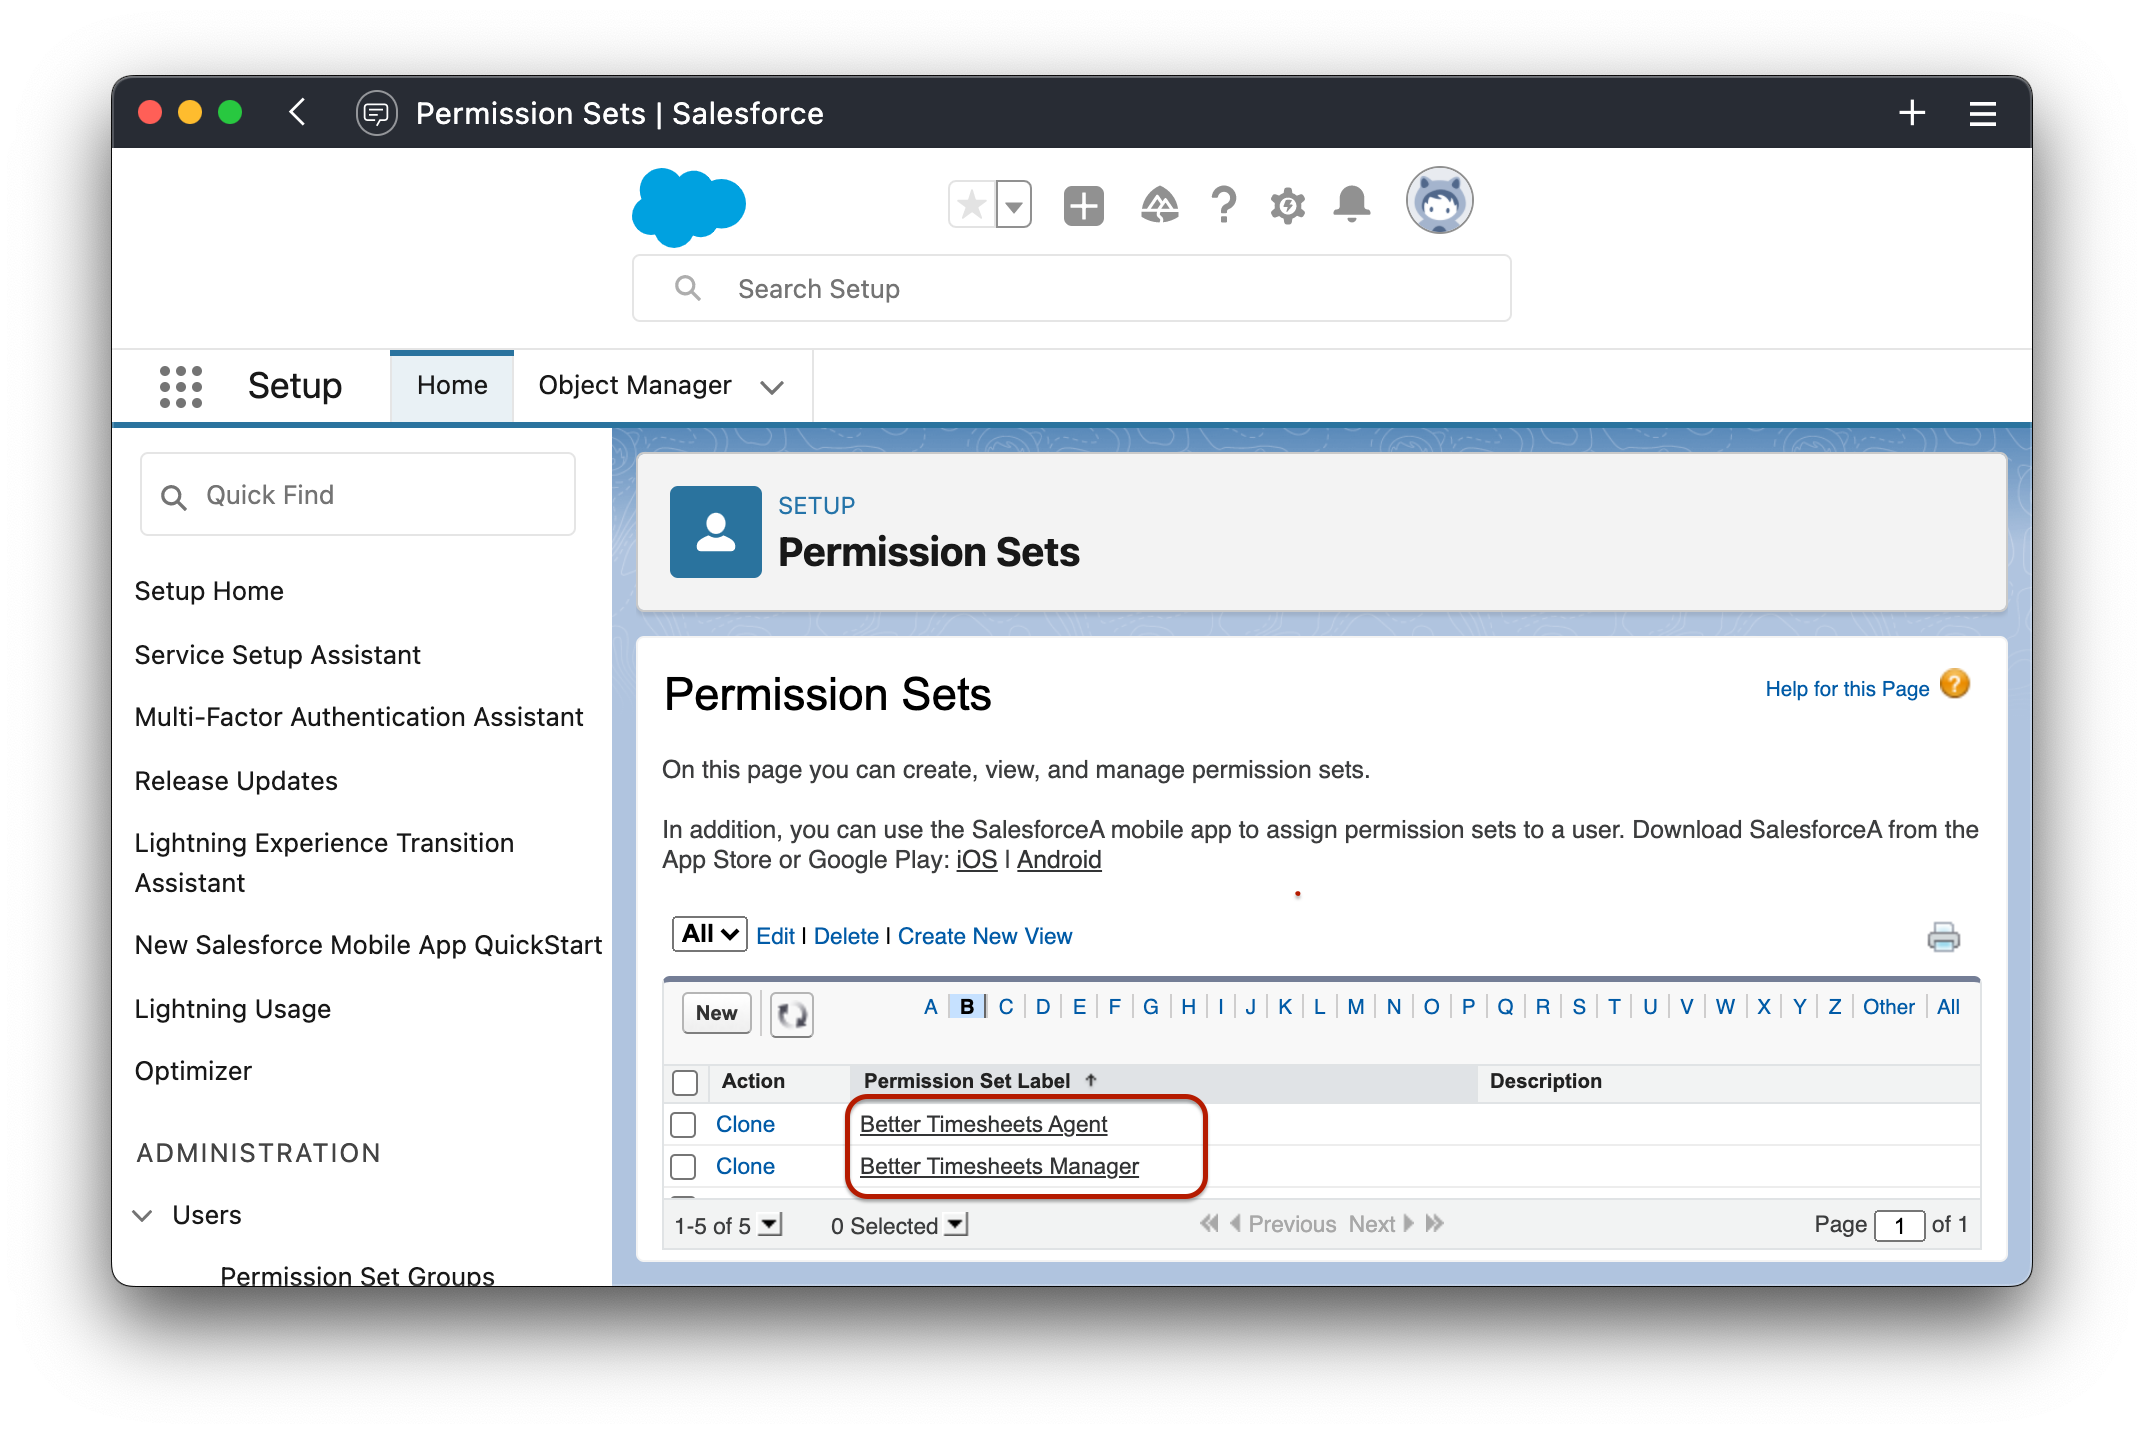 Permission Sets | Salesforce
Search Setup
Setup
Home
Object Manager
Quick Find
Setup Home
Service Setup Assistant
Multi-Factor Authentication Assistant
Release Updates
Lightning Experience Transition
Assistant
New Salesforce Mobile App QuickStart
Lightning Usage
Optimizer
ADMINISTRATION
Users
Permission Set Groups
SETUP
Permission Sets
Permission Sets
Help for this Page ?
On this page you can create, view, and manage permission sets.
In addition, you can use the SalesforceA mobile app to assign permission sets to a user. Download SalesforceA from the
App Store or Google Play: iOS | Android
All Edit | Delete | Create New View
New A | B | C | D | E | F | G | H | I | J | K | L | M | N | O | P | Q | R | S | T | U | V | W | X | Y | Z | Other | All
Action Permission Set Label ↑ Description
Clone Better Timesheets Agent
Clone Better Timesheets Manager
1-5 of 5 0 Selected Previous Next Page 1 of 1